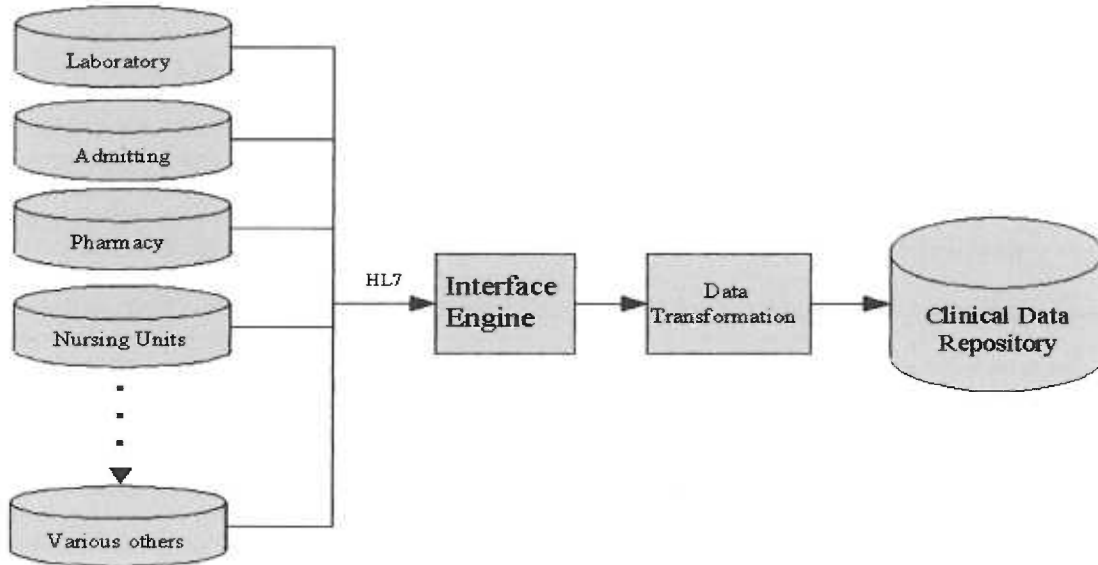 Laboratory
Admitting
Pharmacy
Nursing Units
Various others
HL7
Interface
Engine
Data
Transformation
Clinical Data
Repository